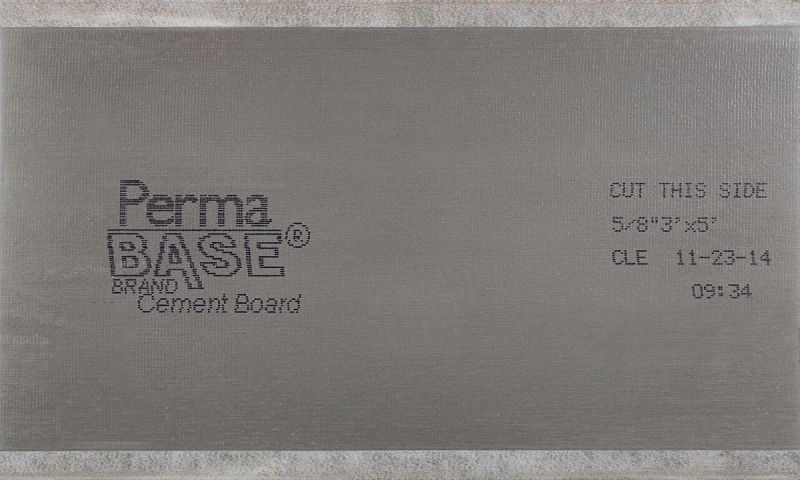 Perma
BASE®
BRAND
Cement Board
CUT THIS SIDE
5/8"3'x5'
CLE 11-23-14
09:34